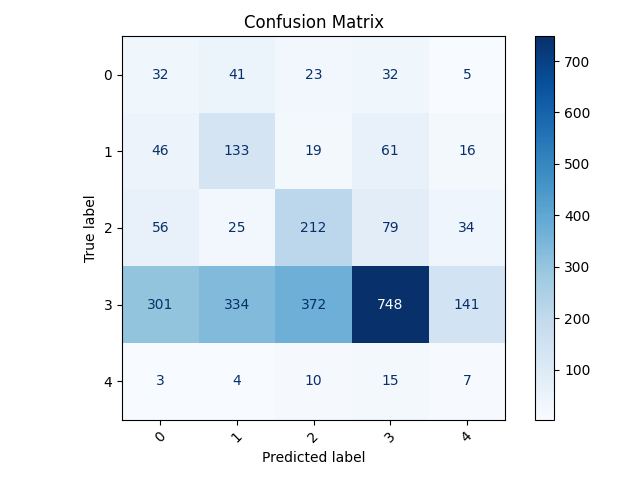 Confusion Matrix
True label
0 32 41 23 32 5
1 46 133 19 61 16
2 56 25 212 79 34
3 301 334 372 748 141
4 3 4 10 15 7
0 1 2 3 4
Predicted label
700
600
500
400
300
200
100